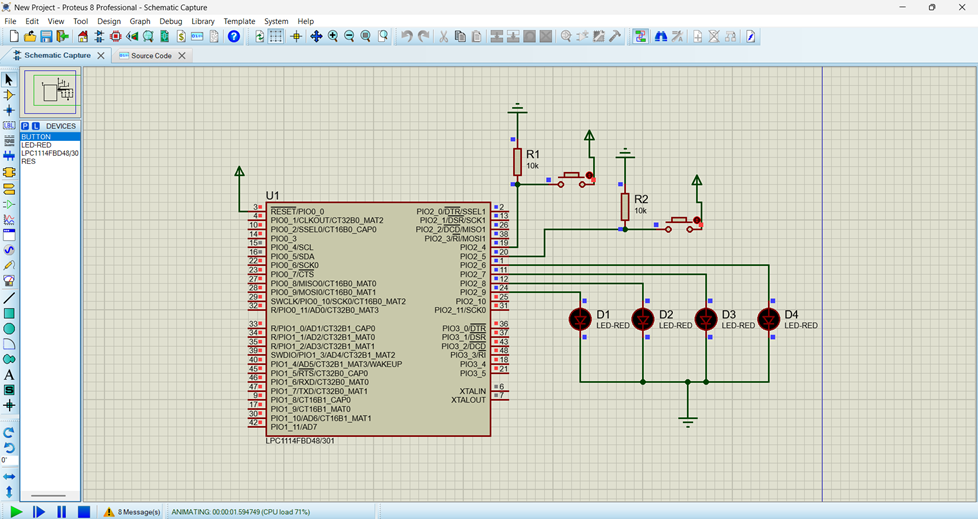 New Project - Proteus 8 Professional - Schematic Capture
File Edit View Tool Design Graph Debug Library Template System Help
Schematic Capture
Source Code
P L DEVICES
BUTTON
LED-RED
LPC1114FBD48/30
RES
LBL
A
S
0°
U1
3 RESET/PIO0_0
4 PIO0_1/CLKOUT/CT32B0_MAT2
10 PIO0_2/SSEL0/CT16B0_CAP0
14 PIO0_3
15 PIO0_4/SCL
16 PIO0_5/SDA
22 PIO0_6/SCK0
23 PIO0_7/CTS
27 PIO0_8/MISO0/CT16B0_MAT0
28 PIO0_9/MOSI0/CT16B0_MAT1
29 SWCLK/PIO0_10/SCK0/CT16B0_MAT2
32 R/PIO0_11/AD0/CT32B0_MAT3
33 R/PIO1_0/AD1/CT32B1_CAP0
34 R/PIO1_1/AD2/CT32B1_MAT0
35 R/PIO1_2/AD3/CT32B1_MAT1
39 SWDIO/PIO1_3/AD4/CT32B1_MAT2
40 PIO1_4/AD5/CT32B1_MAT3/WAKEUP
45 PIO1_5/RTS/CT32B0_CAP0
46 PIO1_6/RXD/CT32B0_MAT0
47 PIO1_7/TXD/CT32B0_MAT1
9 PIO1_8/CT16B1_CAP0
17 PIO1_9/CT16B1_MAT0
30 PIO1_10/AD6/CT16B1_MAT1
42 PIO1_11/AD7
PIO2_0/DTR/SSEL1 2
PIO2_1/DSR/SCK1 13
PIO2_2/DCD/MISO1 26
PIO2_3/RI/MOSI1 38
PIO2_4 19
PIO2_5 20
PIO2_6 1
PIO2_7 11
PIO2_8 12
PIO2_9 24
PIO2_10 25
PIO2_11/SCK0 31
PIO3_0/DTR 36
PIO3_1/DSR 37
PIO3_2/DCD 43
PIO3_3/RI 48
PIO3_4 18
PIO3_5 21
XTALIN 6
XTALOUT 7
LPC1114FBD48/301
R1
10k
R2
10k
D1
LED-RED
D2
LED-RED
D3
LED-RED
D4
LED-RED
8 Message(s)
ANIMATING: 00:00:01.594749 (CPU load 71%)